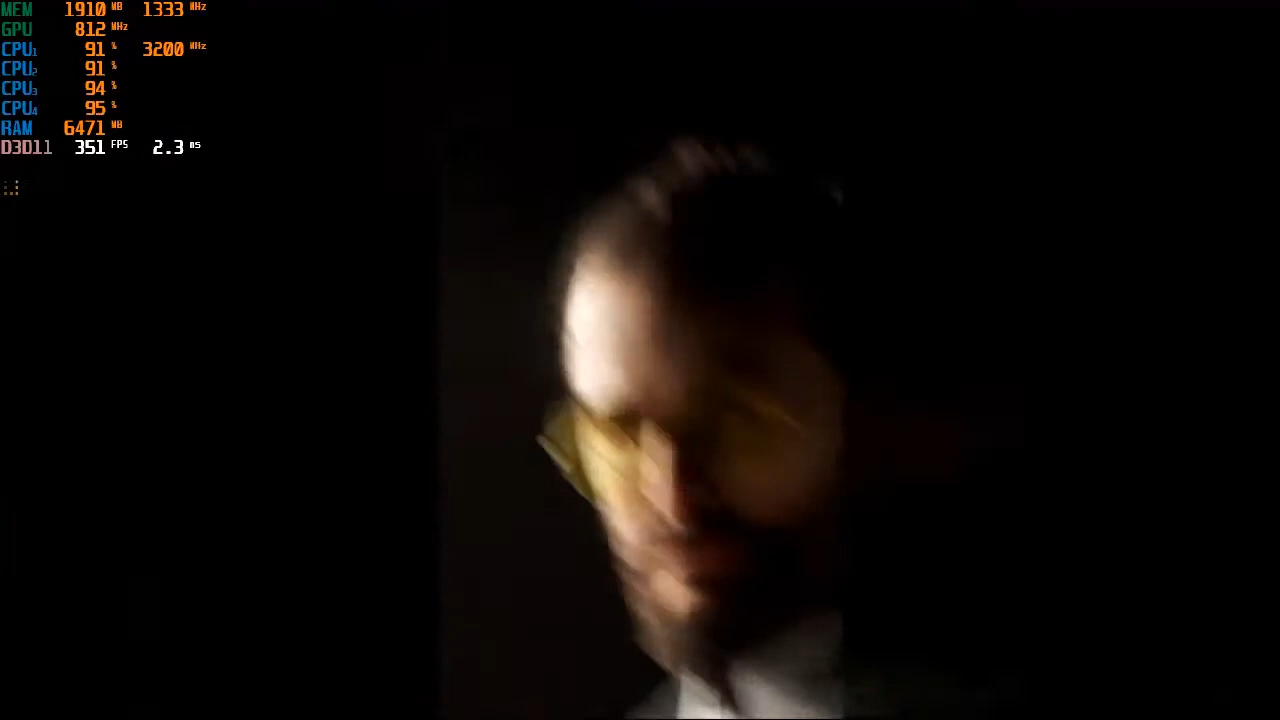 MEM 1910 MB 1333 MHz
GPU 812 MHz
CPU1 91 % 3200 MHz
CPU2 91 %
CPU3 94 %
CPU4 95 %
RAM 6471 MB
D3D11 351 FPS 2.3 ms